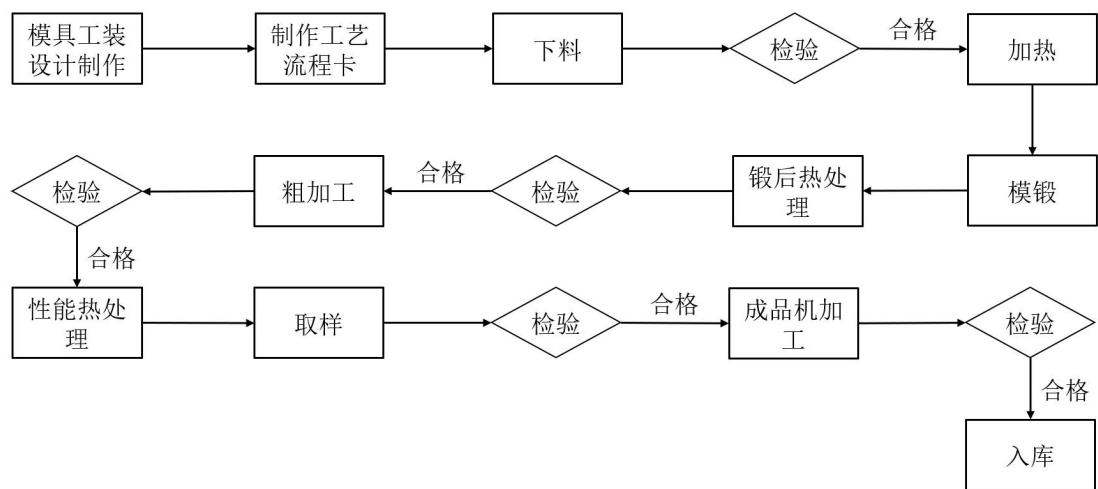 模具工装
设计制作
制作工艺
流程卡
下料
检验
合格
加热
模锻
锻后热处
理
检验
合格
粗加工
检验
合格
性能热处
理
取样
检验
合格
成品机加
工
检验
合格
入库